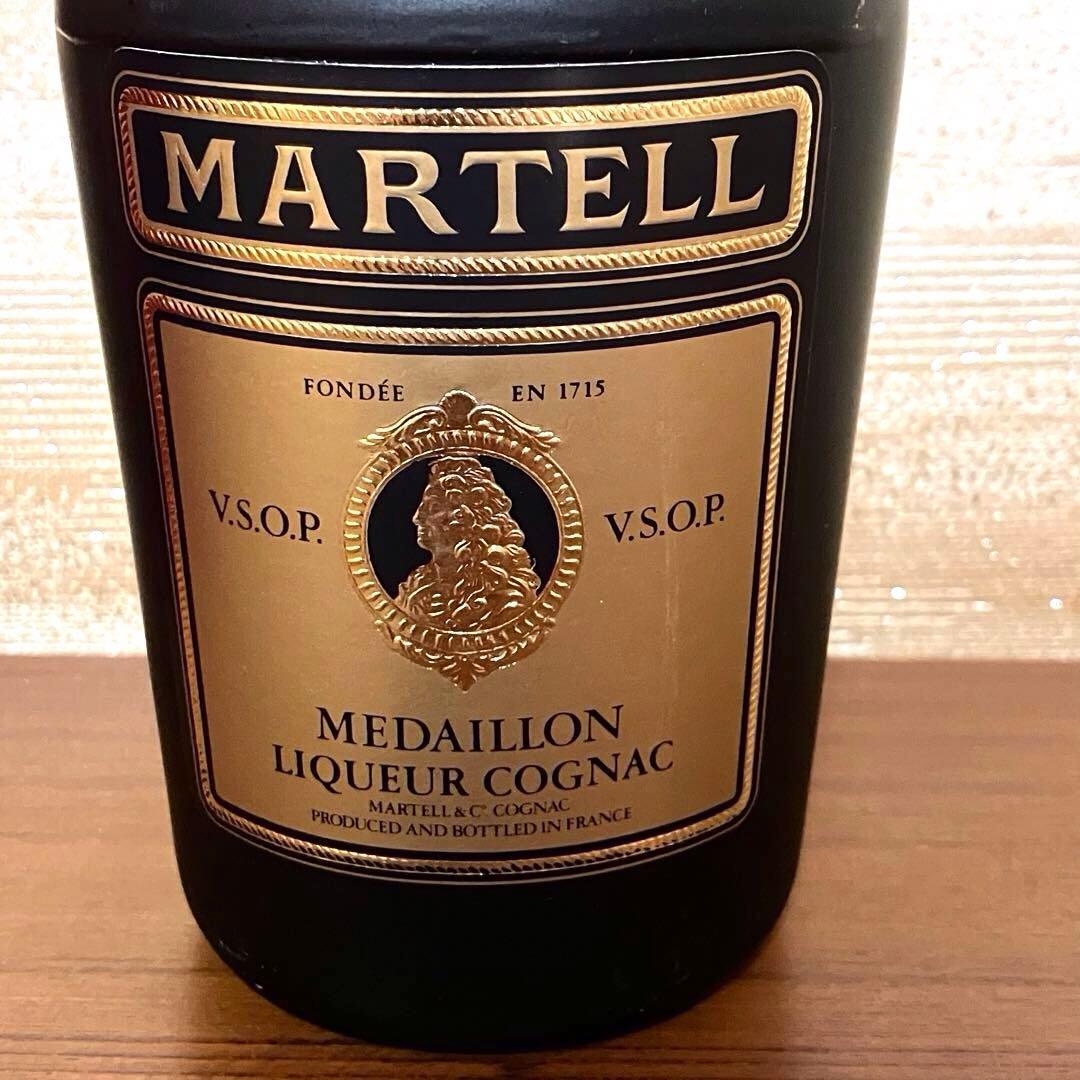 MARTELL
FONDÉE EN 1715
V.S.O.P. V.S.O.P.
MEDAILLON
LIQUEUR COGNAC
MARTELL & Cº COGNAC
PRODUCED AND BOTTLED IN FRANCE